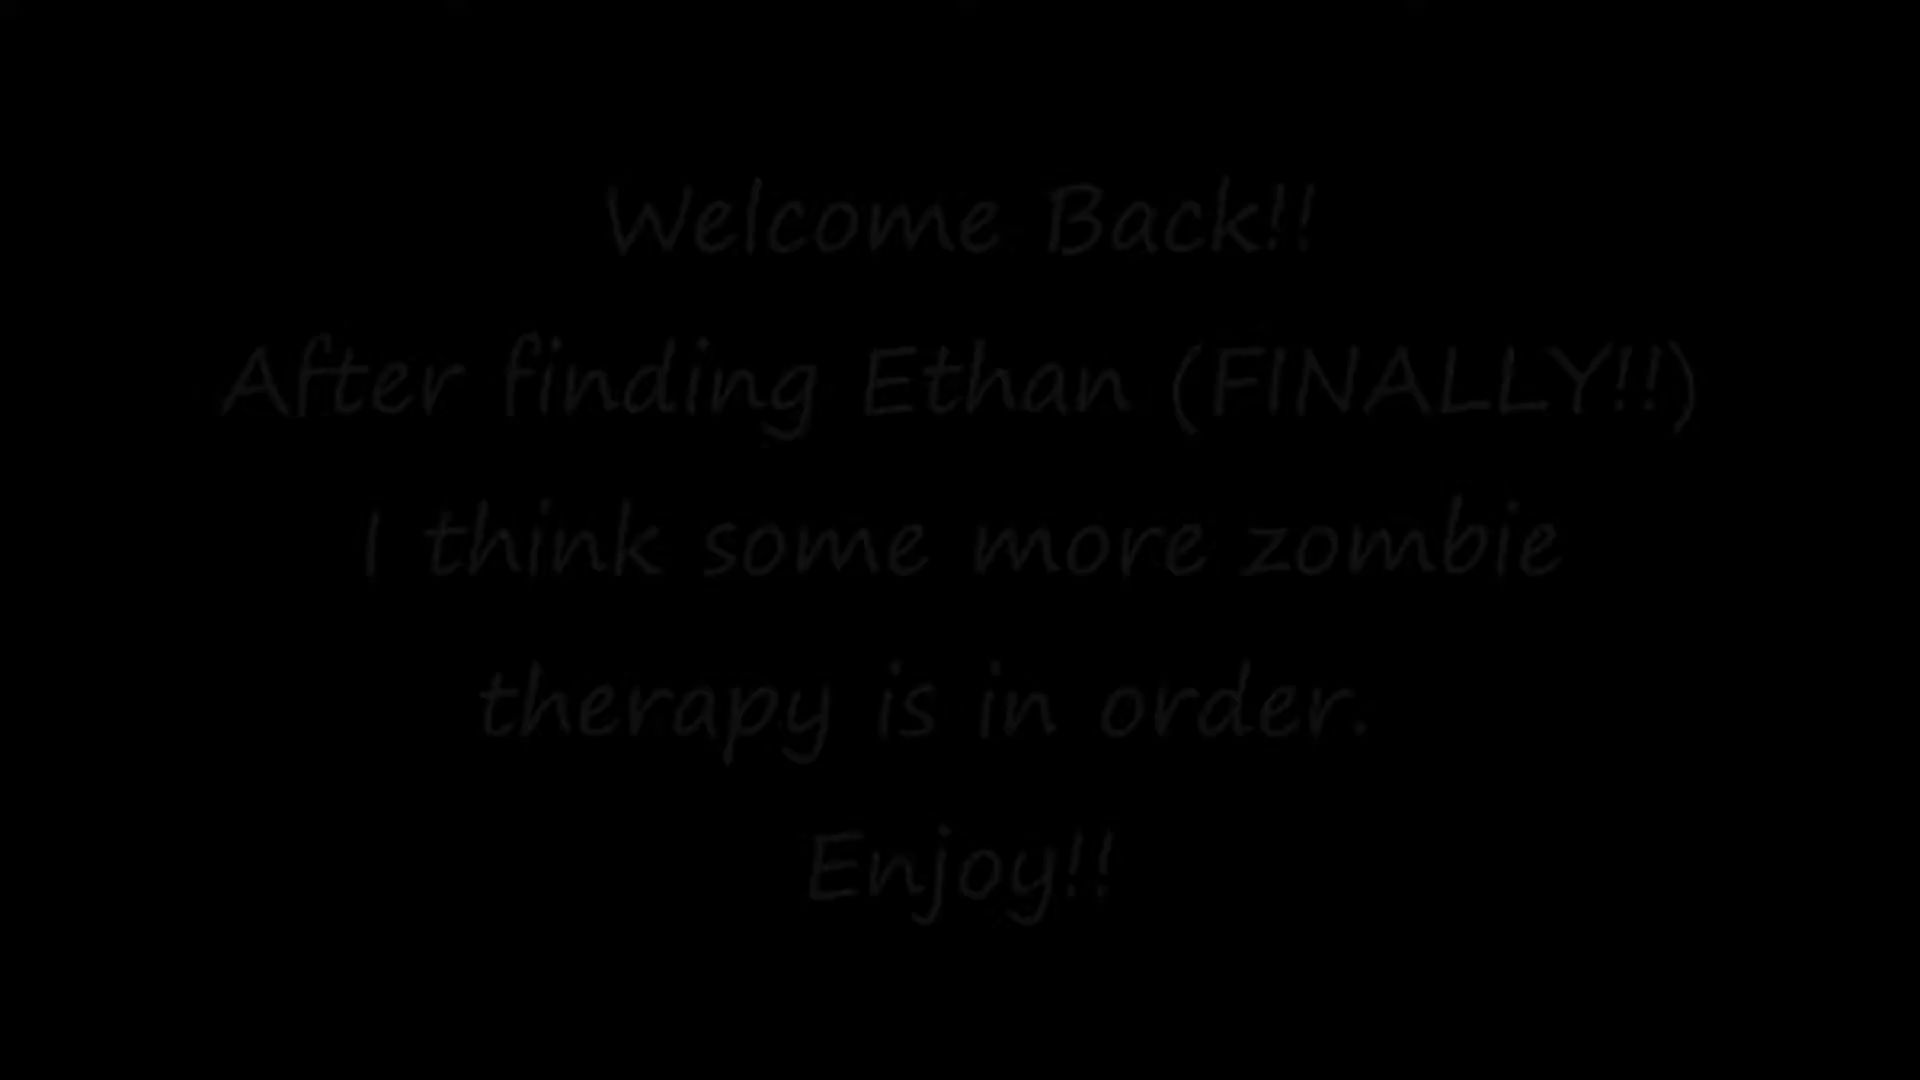 Welcome Back!!
After finding Ethan (FINALLY!!)
I think some more zombie
therapy is in order.
Enjoy!!